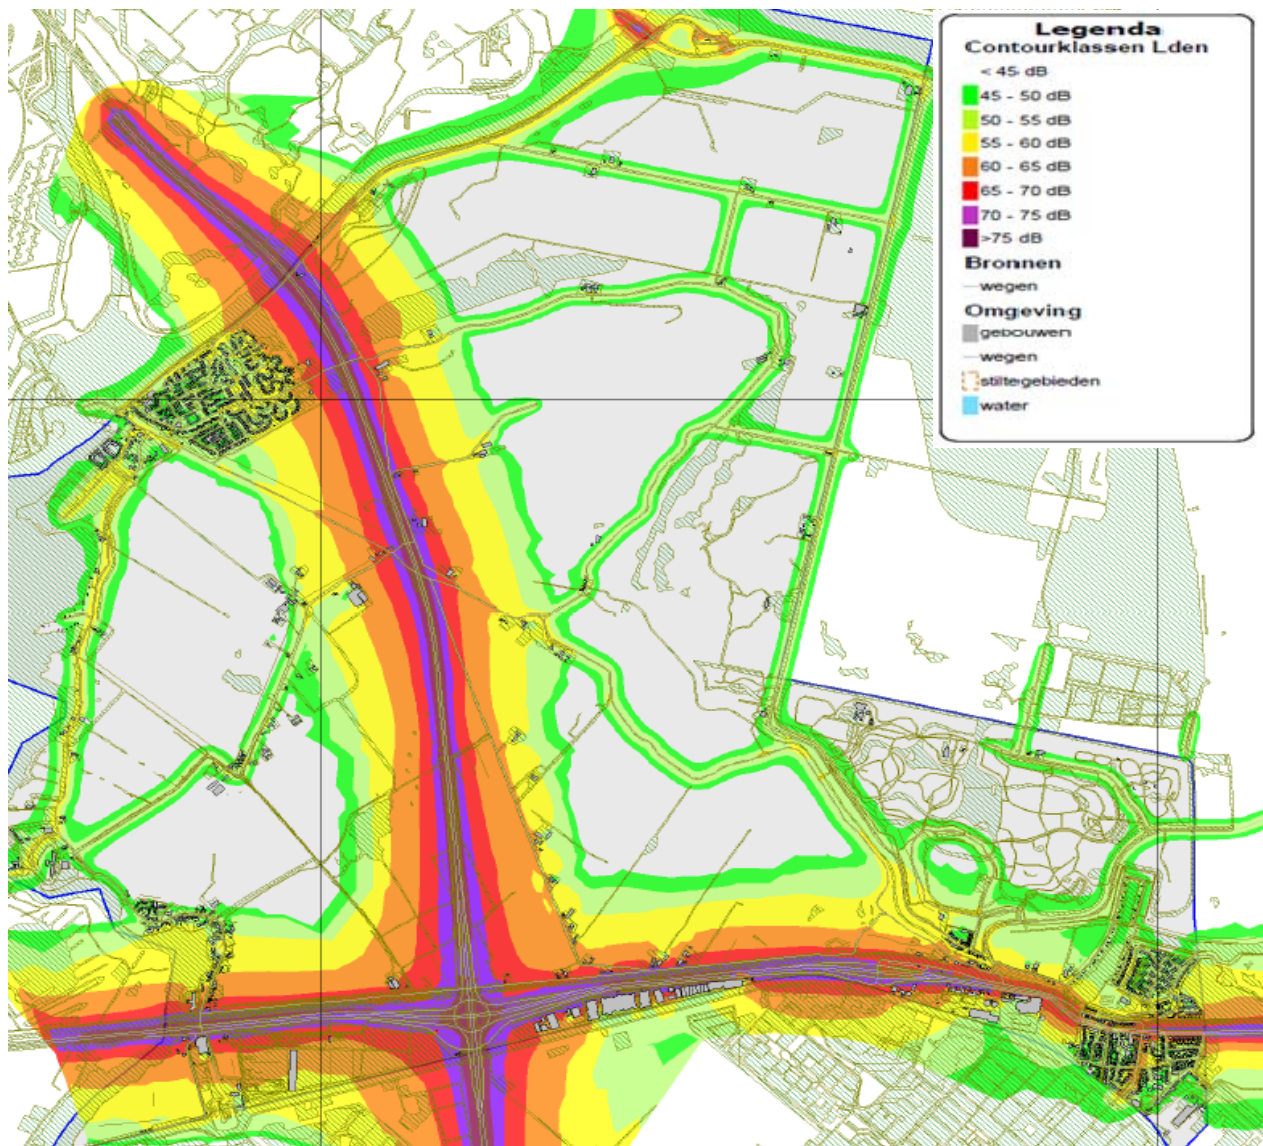 Legenda
Contourklassen Lden
< 45 dB
45 - 50 dB
50 - 55 dB
55 - 60 dB
60 - 65 dB
65 - 70 dB
70 - 75 dB
>75 dB
Bronnen
wegen
Omgeving
gebouwen
wegen
stiltegebieden
water